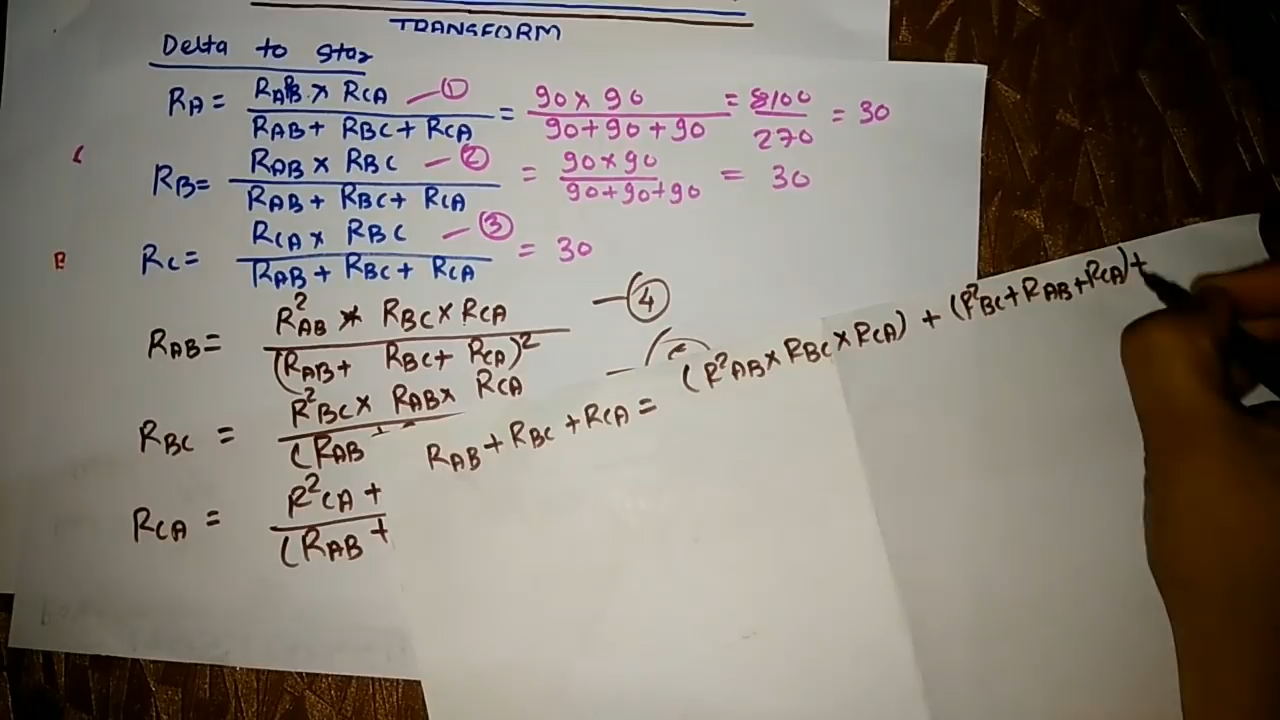 TRANSFORM
Delta to star
RA = RAB × RCA / RAB + RBC + RCA — ① = 90 × 90 / 90 + 90 + 90 = 8100 / 270 = 30
RB = RAB × RBC / RAB + RBC + RCA — ② = 90 × 90 / 90 + 90 + 90 = 30
RC = RCA × RBC / RAB + RBC + RCA — ③ = 30
RAB = R²AB × RBC × RCA / (RAB + RBC + RCA)² — ④
RBC = R²BC × RAB × RCA / (RAB +
RCA = R²CA + / (RAB +
RAB + RBC + RCA = (R²AB × RBC × RCA) + (R²BC + RAB + RCA) +